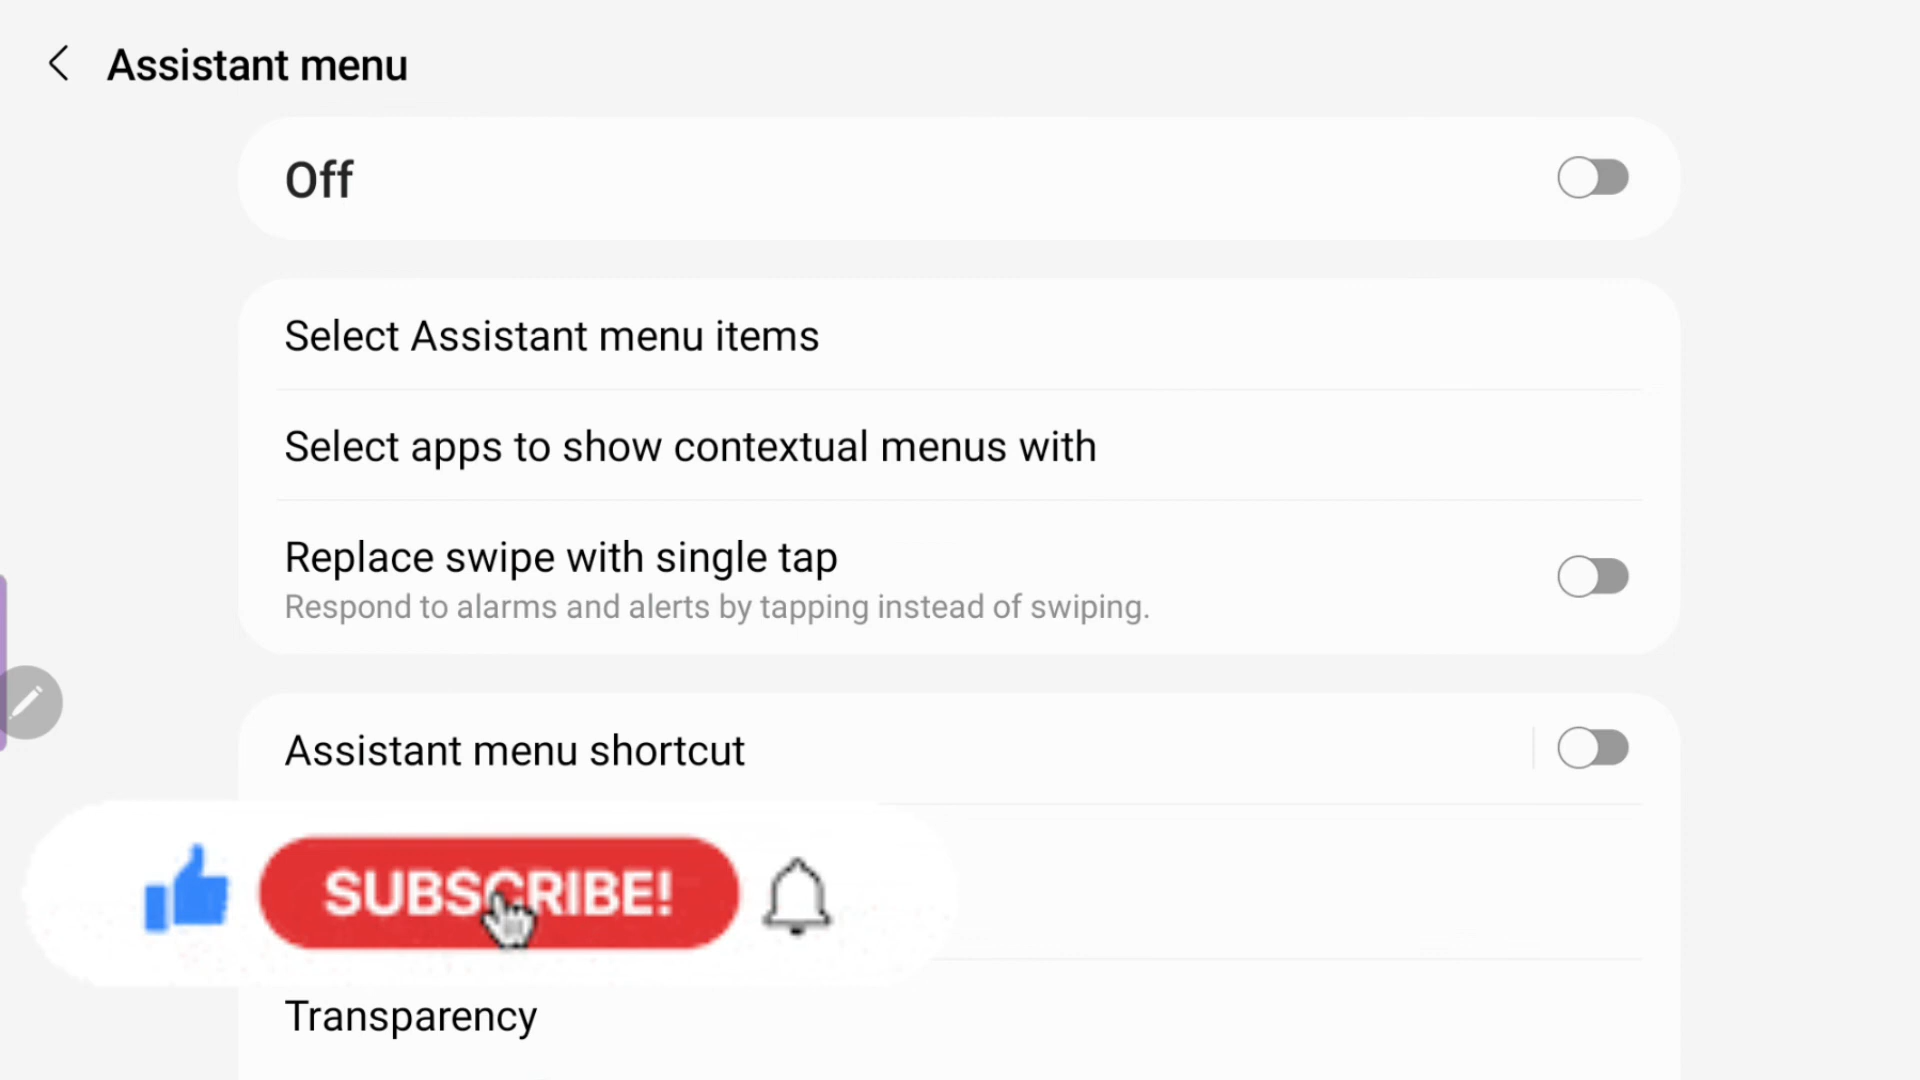 Assistant menu
Off
Select Assistant menu items
Select apps to show contextual menus with
Replace swipe with single tap
Respond to alarms and alerts by tapping instead of swiping.
Assistant menu shortcut
SUBSCRIBE!
Transparency